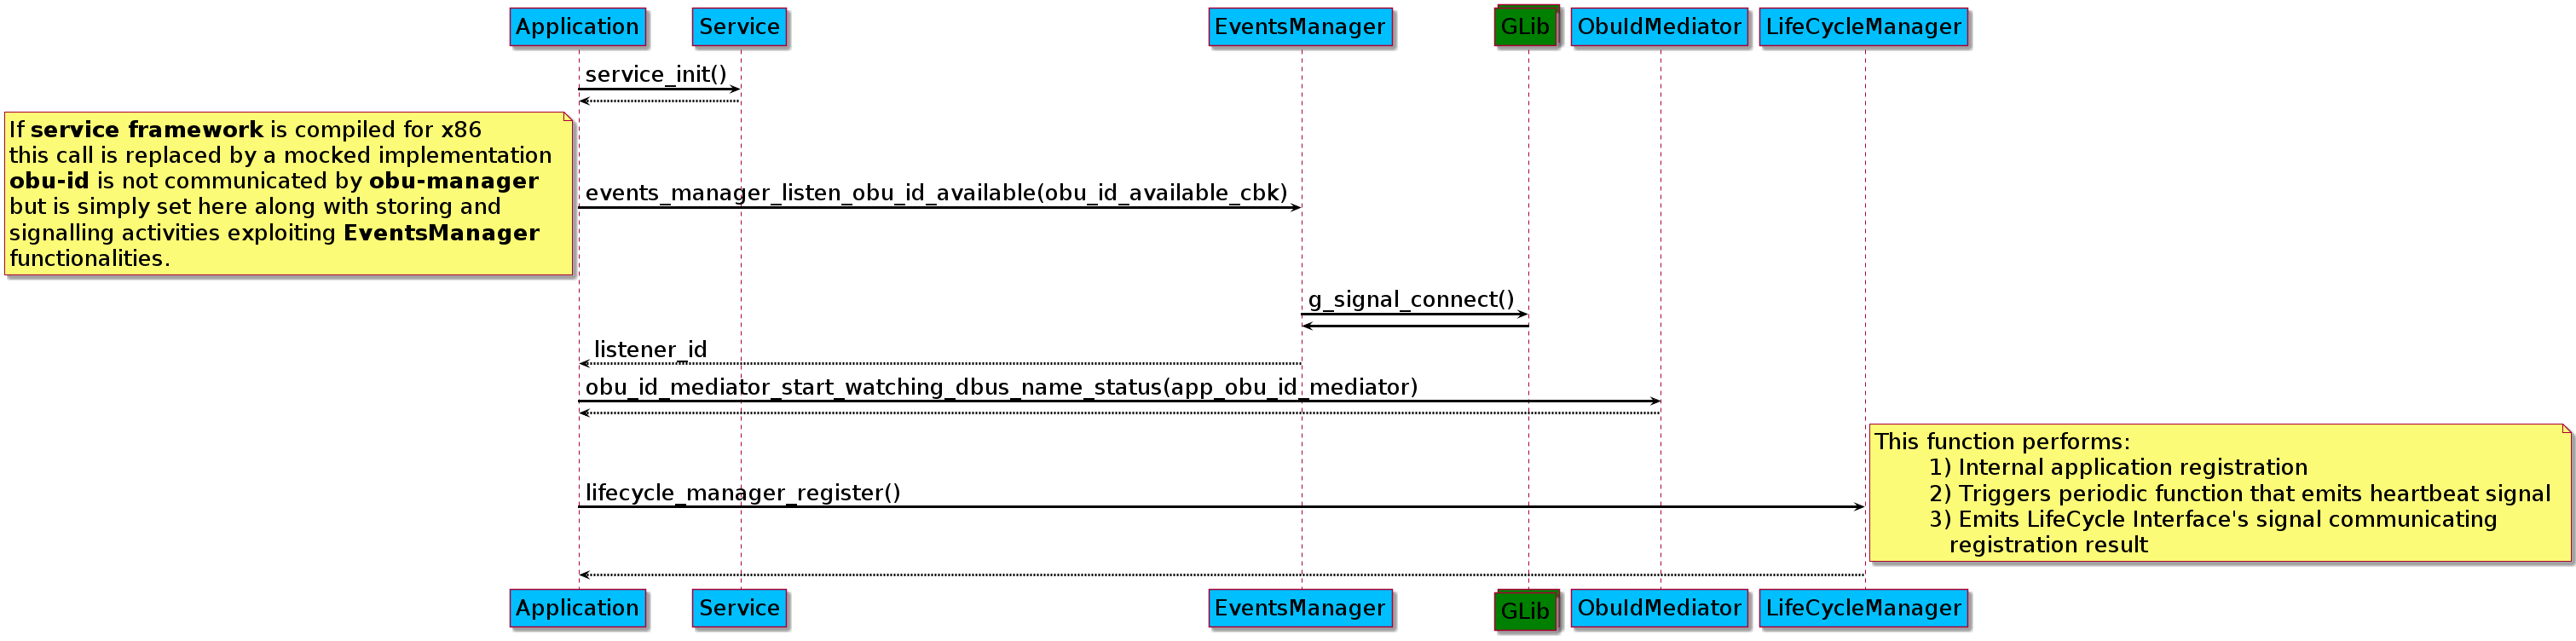 Application
Service
EventsManager
GLib
ObuIdMediator
LifeCycleManager
service_init()
If service framework is compiled for x86
this call is replaced by a mocked implementation
obu-id is not communicated by obu-manager
but is simply set here along with storing and
signalling activities exploiting EventsManager
functionalities.
events_manager_listen_obu_id_available(obu_id_available_cbk)
g_signal_connect()
listener_id
obu_id_mediator_start_watching_dbus_name_status(app_obu_id_mediator)
This function performs:
1) Internal application registration
2) Triggers periodic function that emits heartbeat signal
3) Emits LifeCycle Interface's signal communicating
registration result
lifecycle_manager_register()
Application
Service
EventsManager
GLib
ObuIdMediator
LifeCycleManager